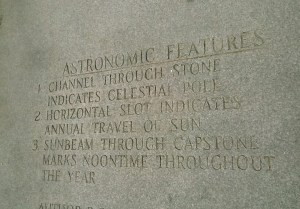 ASTRONOMIC FEATURES
1 CHANNEL THROUGH STONE
INDICATES CELESTIAL POLE
2 HORIZONTAL SLOT INDICATES
ANNUAL TRAVEL OF SUN
3 SUNBEAM THROUGH CAPSTONE
MARKS NOONTIME THROUGHOUT
THE YEAR